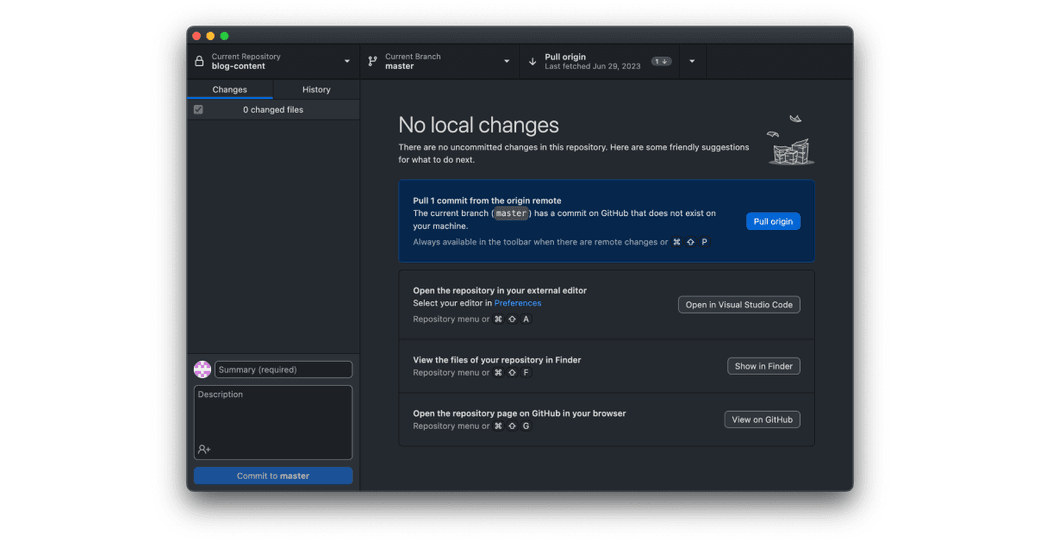 Current Repository
blog-content
Current Branch
master
Pull origin
Last fetched Jun 29, 2023
1 ↓
Changes
History
0 changed files
No local changes
There are no uncommitted changes in this repository. Here are some friendly suggestions
for what to do next.
Pull 1 commit from the origin remote
The current branch (master) has a commit on GitHub that does not exist on
your machine.
Always available in the toolbar when there are remote changes or ⌘ ⇧ P
Pull origin
Open the repository in your external editor
Select your editor in Preferences
Repository menu or ⌘ ⇧ A
Open in Visual Studio Code
View the files of your repository in Finder
Repository menu or ⌘ ⇧ F
Show in Finder
Open the repository page on GitHub in your browser
Repository menu or ⌘ ⇧ G
View on GitHub
Summary (required)
Description
Commit to master